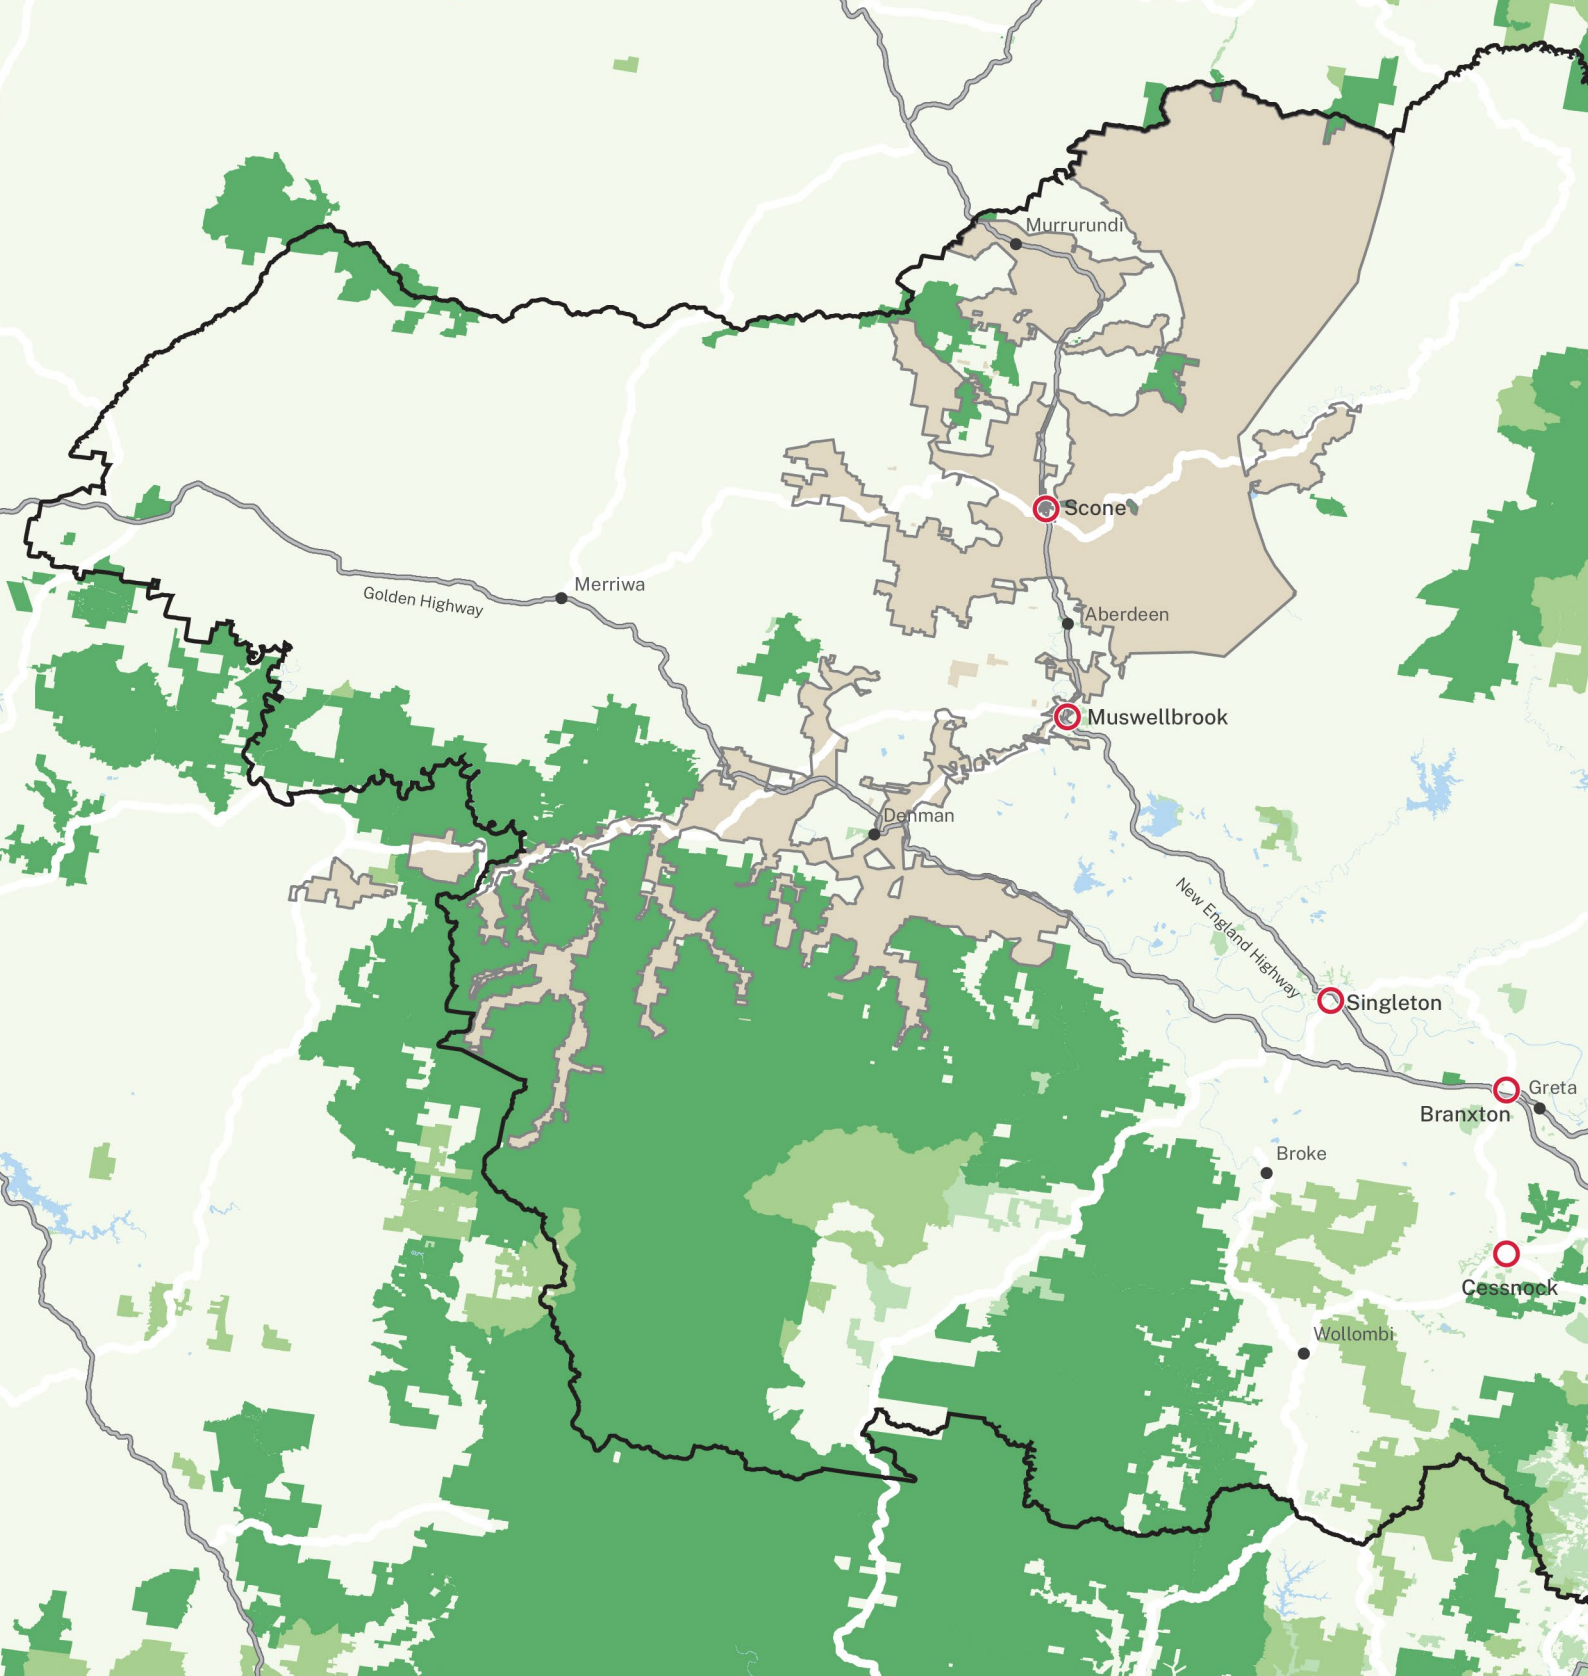 Murrurundi
Scone
Merriwa
Golden Highway
Aberdeen
Muswellbrook
Denman
New England Highway
Singleton
Greta
Branxton
Broke
Cessnock
Wollombi